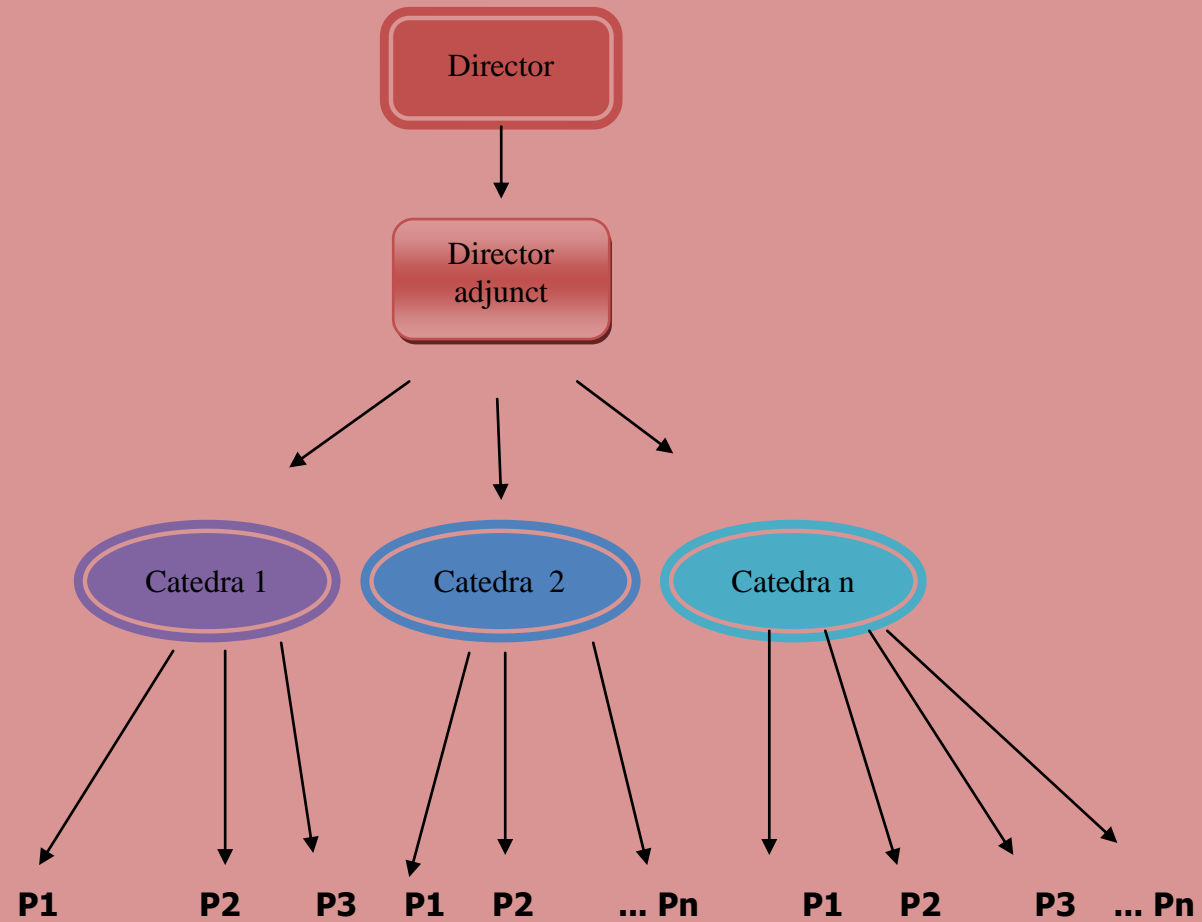 Director
Director
adjunct
Catedra 1
Catedra 2
Catedra n
P1 P2 P3 P1 P2 ... Pn P1 P2 P3 ... Pn